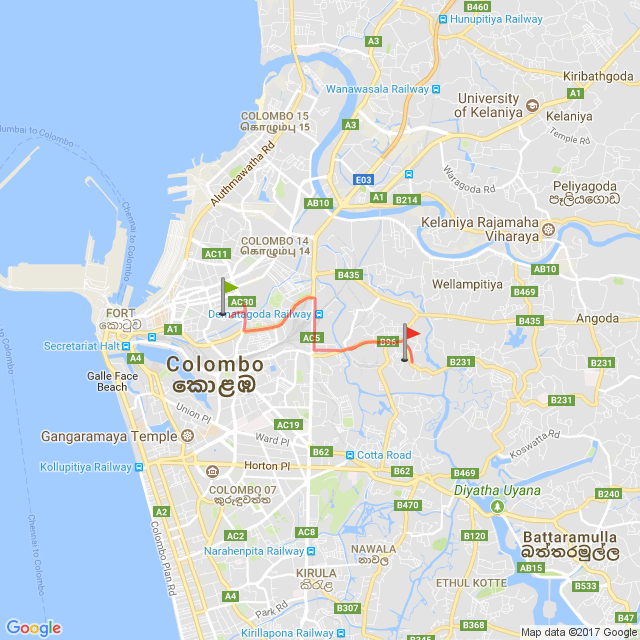 B460
Hunupitiya Railway
A3
Kiribathgoda
Wanawasala Railway
A1
University
of Kelaniya
Kelaniya
COLOMBO 15
கொழும்பு 15
A3
Temple Rd
Mumbai to Colombo
Aluthmawatha Rd
E03
Waragoda Rd
Peliyagoda
පෑලියගොඩ
A1
B214
AB10
Chennai to Colombo
Kelaniya Rajamaha
Viharaya
COLOMBO 14
கொழும்பு 14
AC11
AB10
B435
B435
Wellampitiya
B469
AC30
Dematagoda Railway
FORT
කොටුව
Angoda
A1
Secretariat Halt
AC5
B96
A4
Colombo
කොළඹ
B231
Galle Face
Beach
B231
Union Pl
AC19
Gangaramaya Temple
Ward Pl
Koswatta Rd
B62
Cotta Road
Kollupitiya Railway
Horton Pl
B62
B469
COLOMBO 07
කුරුඳුවත්ත
Diyatha Uyana
B240
A2
B470
Colombo Plan Rd
AC8
B120
Battaramulla
බත්තරමුල්ල
AC2
Narahenpita Railway
NAWALA
නාවල
Chennai to Colombo
KIRULA
කිරුළ
AB15
ETHUL KOTTE
B533
A4
Park Rd
B307
B368
B47
Kirillapona Railway
B345
Google
Map data ©2017 Google